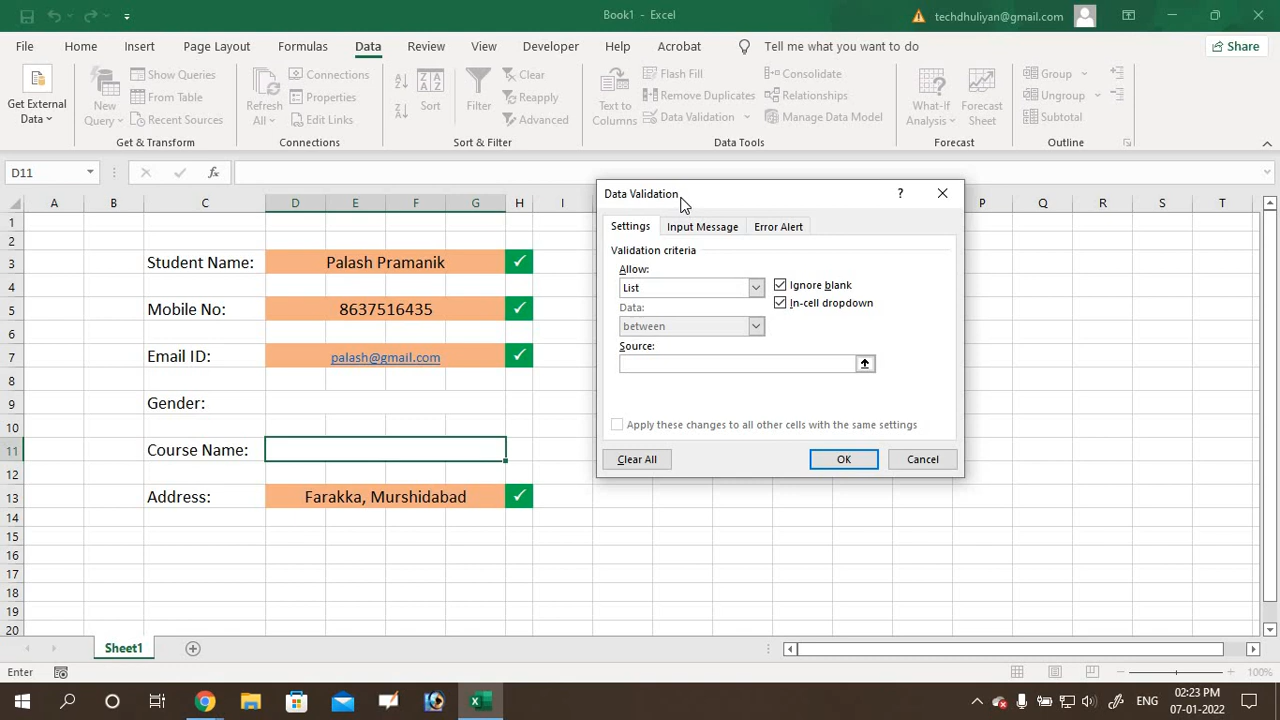 Book1 - Excel
techdhuliyan@gmail.com
File Home Insert Page Layout Formulas Data Review View Developer Help Acrobat Tell me what you want to do Share
Get External Data
New Query
Show Queries
From Table
Recent Sources
Get & Transform
Refresh All
Connections
Properties
Edit Links
Connections
Sort
Filter
Clear
Reapply
Advanced
Sort & Filter
Text to Columns
Flash Fill
Remove Duplicates
Data Validation
Consolidate
Relationships
Manage Data Model
Data Tools
What-If Analysis
Forecast Sheet
Forecast
Group
Ungroup
Subtotal
Outline
D11 fx
A B C D E F G H I P Q R S T
1
2
3 Student Name: Palash Pramanik ✓
4
5 Mobile No: 8637516435 ✓
6
7 Email ID: palash@gmail.com ✓
8
9 Gender:
10
11 Course Name:
12
13 Address: Farakka, Murshidabad ✓
14
15
16
17
18
19
20
Data Validation ?
Settings Input Message Error Alert
Validation criteria
Allow:
List
Ignore blank
In-cell dropdown
Data:
between
Source:
Apply these changes to all other cells with the same settings
Clear All OK Cancel
Sheet1
Enter 100%
ENG 02:23 PM
07-01-2022